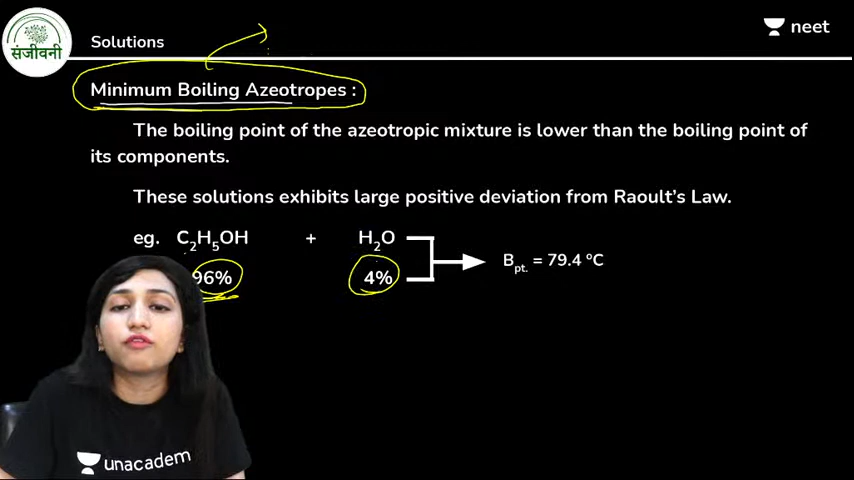 neet
संजीवनी
Solutions
Minimum Boiling Azeotropes :
The boiling point of the azeotropic mixture is lower than the boiling point of
its components.
These solutions exhibits large positive deviation from Raoult's Law.
eg. C₂H₅OH + H₂O
96% 4%
Bpt. = 79.4 ºC
unacademy